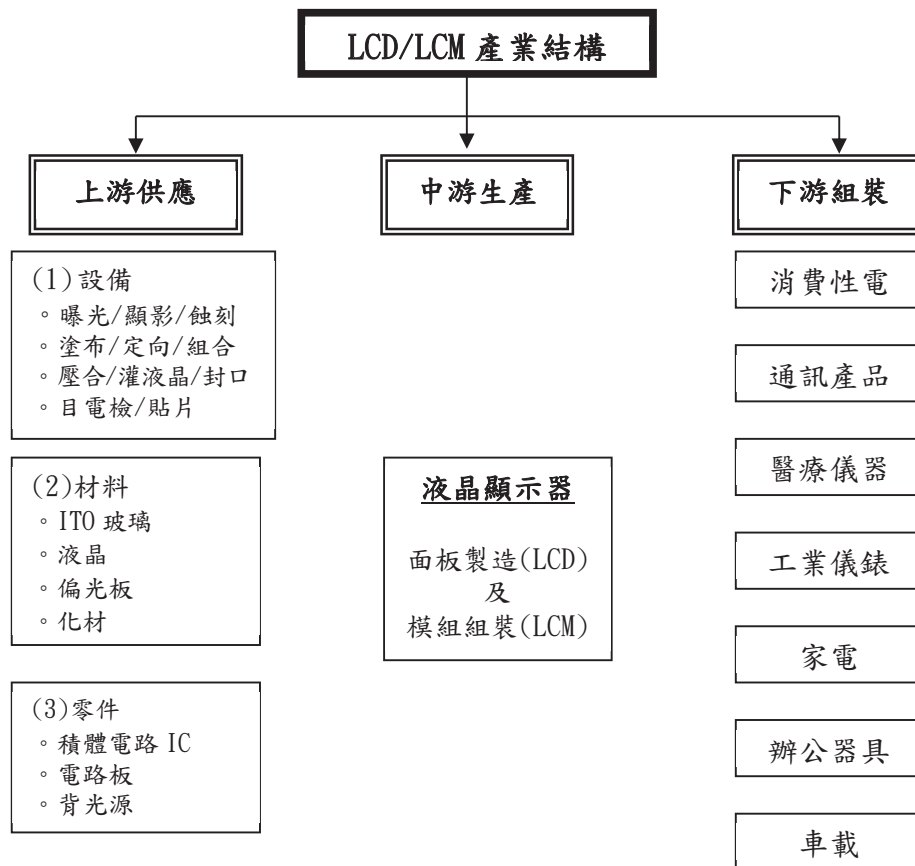 LCD/LCM 產業結構
上游供應
中游生產
下游組裝
(1)設備
◦曝光/顯影/蝕刻
◦塗布/定向/組合
◦壓合/灌液晶/封口
◦目電檢/貼片
(2)材料
◦ITO 玻璃
◦液晶
◦偏光板
◦化材
(3)零件
◦積體電路 IC
◦電路板
◦背光源
液晶顯示器
面板製造(LCD)
及
模組組裝(LCM)
消費性電
通訊產品
醫療儀器
工業儀錶
家電
辦公器具
車載